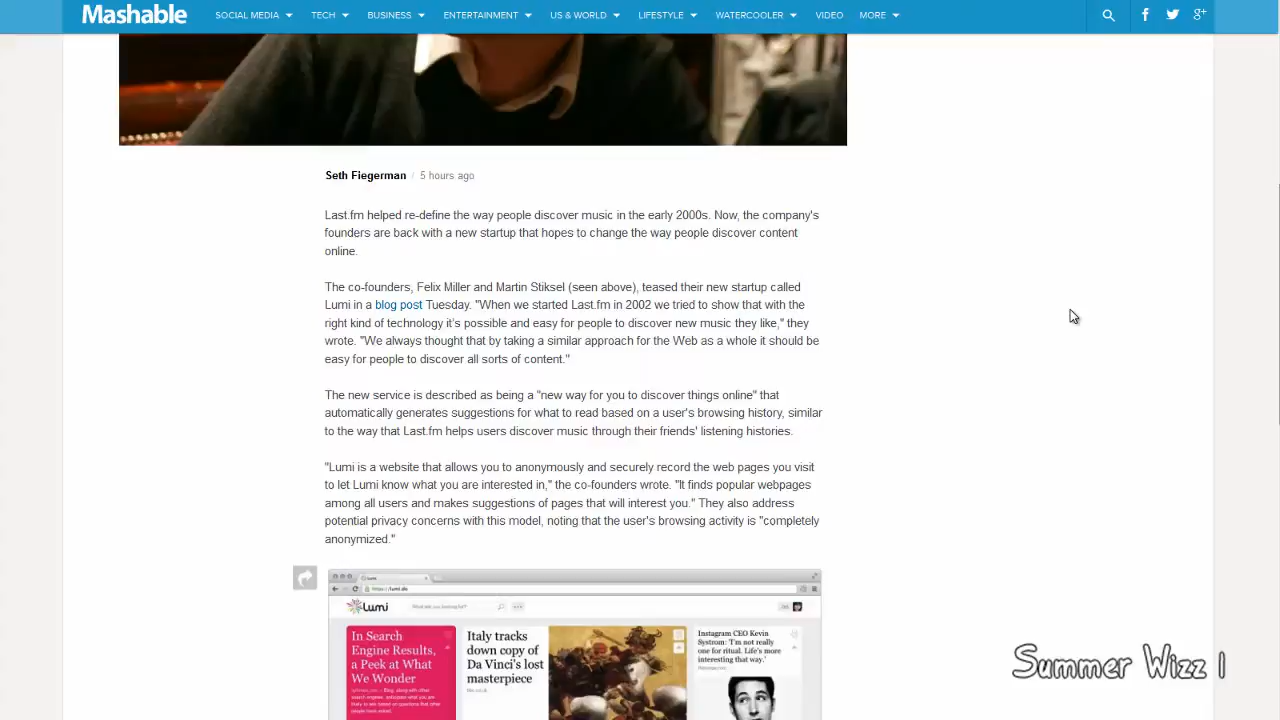 Mashable
SOCIAL MEDIA TECH BUSINESS ENTERTAINMENT US & WORLD LIFESTYLE WATERCOOLER VIDEO MORE
Seth Fiegerman / 5 hours ago
Last.fm helped re-define the way people discover music in the early 2000s. Now, the company's
founders are back with a new startup that hopes to change the way people discover content
online.
The co-founders, Felix Miller and Martin Stiksel (seen above), teased their new startup called
Lumi in a blog post Tuesday. "When we started Last.fm in 2002 we tried to show that with the
right kind of technology it's possible and easy for people to discover new music they like," they
wrote. "We always thought that by taking a similar approach for the Web as a whole it should be
easy for people to discover all sorts of content."
The new service is described as being a "new way for you to discover things online" that
automatically generates suggestions for what to read based on a user's browsing history, similar
to the way that Last.fm helps users discover music through their friends' listening histories.
"Lumi is a website that allows you to anonymously and securely record the web pages you visit
to let Lumi know what you are interested in," the co-founders wrote. "It finds popular webpages
among all users and makes suggestions of pages that will interest you." They also address
potential privacy concerns with this model, noting that the user's browsing activity is "completely
anonymized."
lumi
https://lumi.do
Lumi What are you looking for?
In Search
Engine Results,
a Peek at What
We Wonder
Italy tracks
down copy of
Da Vinci's lost
masterpiece
Instagram CEO Kevin
Systrom: 'I'm not really
one for ritual. Life's more
interesting that way.'
Summer Wizz 1